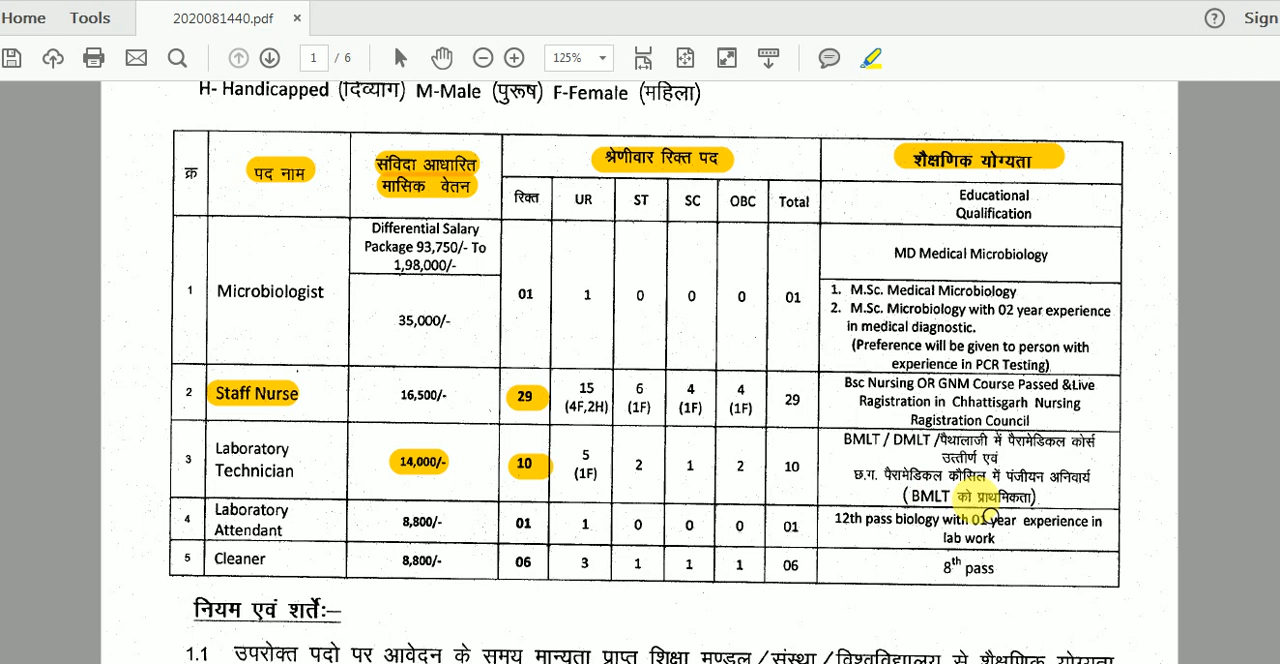 Home Tools 2020081440.pdf × ? Sign
1 / 6 125%
H- Handicapped (दिव्याग) M-Male (पुरूष) F-Female (महिला)
क्र
पद नाम
संविदा आधारित
मासिक वेतन
श्रेणीवार रिक्त पद
शैक्षणिक योग्यता
रिक्त UR ST SC OBC Total
Educational
Qualification
1
Microbiologist
Differential Salary
Package 93,750/- To
1,98,000/-
35,000/-
01 1 0 0 0 01
MD Medical Microbiology
1. M.Sc. Medical Microbiology
2. M.Sc. Microbiology with 02 year experience
in medical diagnostic.
(Preference will be given to person with
experience in PCR Testing)
2
Staff Nurse
16,500/-
29
15
(4F,2H)
6
(1F)
4
(1F)
4
(1F)
29
Bsc Nursing OR GNM Course Passed &Live
Ragistration in Chhattisgarh Nursing
Ragistration Council
3
Laboratory
Technician
14,000/-
10
5
(1F)
2 1 2 10
BMLT / DMLT /पैथालाजी में पैरामेडिकल कोर्स
उत्तीर्ण एवं
छ.ग. पैरामेडिकल कौसिल में पंजीयन अनिवार्य
( BMLT को प्राथमिकता)
4
Laboratory
Attendant
8,800/-
01 1 0 0 0 01
12th pass biology with 01 year experience in
lab work
5
Cleaner
8,800/-
06 3 1 1 1 06
8th pass
नियम एवं शर्ते:–
1.1 उपरोक्त पदो पर आवेदन के समय मान्यता प्राप्त शिक्षा मण्डल/संस्था/विश्वविद्यालय से शैक्षणिक योग्यता